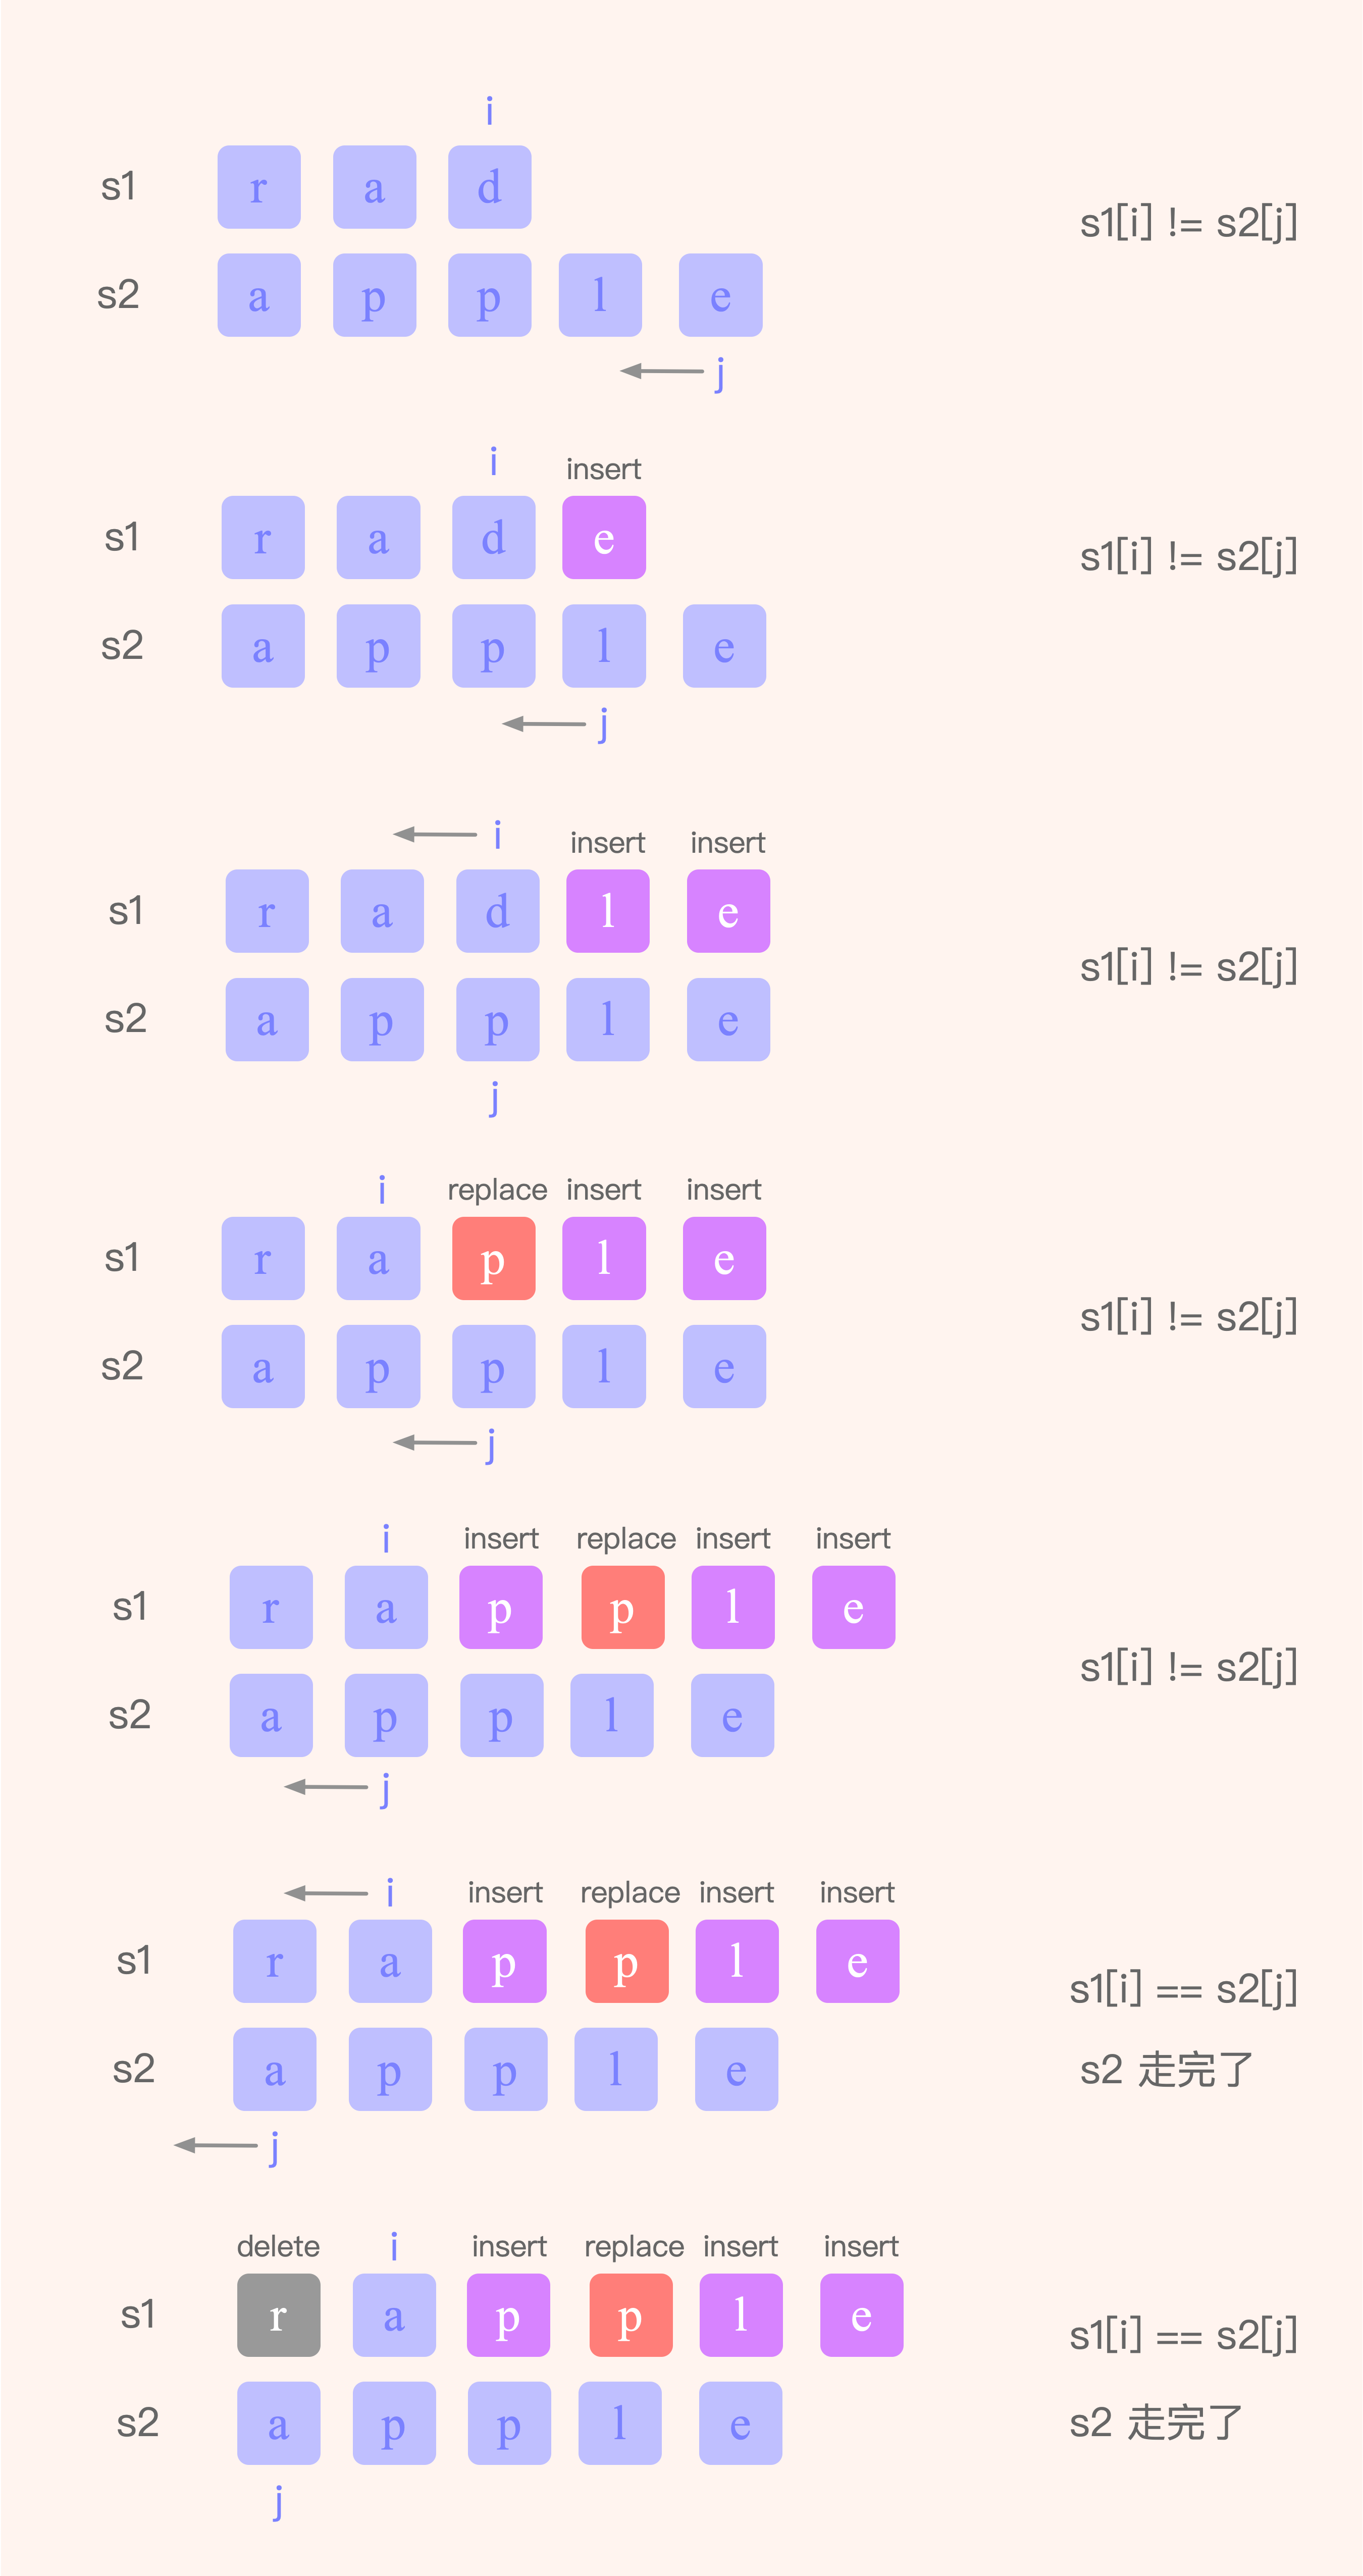 i
s1 r a d
s1[i] != s2[j]
s2 a p p l e
j
i insert
s1 r a d e
s1[i] != s2[j]
s2 a p p l e
j
i insert insert
s1 r a d l e
s1[i] != s2[j]
s2 a p p l e
j
i replace insert insert
s1 r a p l e
s1[i] != s2[j]
s2 a p p l e
j
i insert replace insert insert
s1 r a p p l e
s1[i] != s2[j]
s2 a p p l e
j
i insert replace insert insert
s1 r a p p l e
s1[i] == s2[j]
s2 a p p l e
s2 走完了
j
delete i insert replace insert insert
s1 r a p p l e
s1[i] == s2[j]
s2 a p p l e
s2 走完了
j